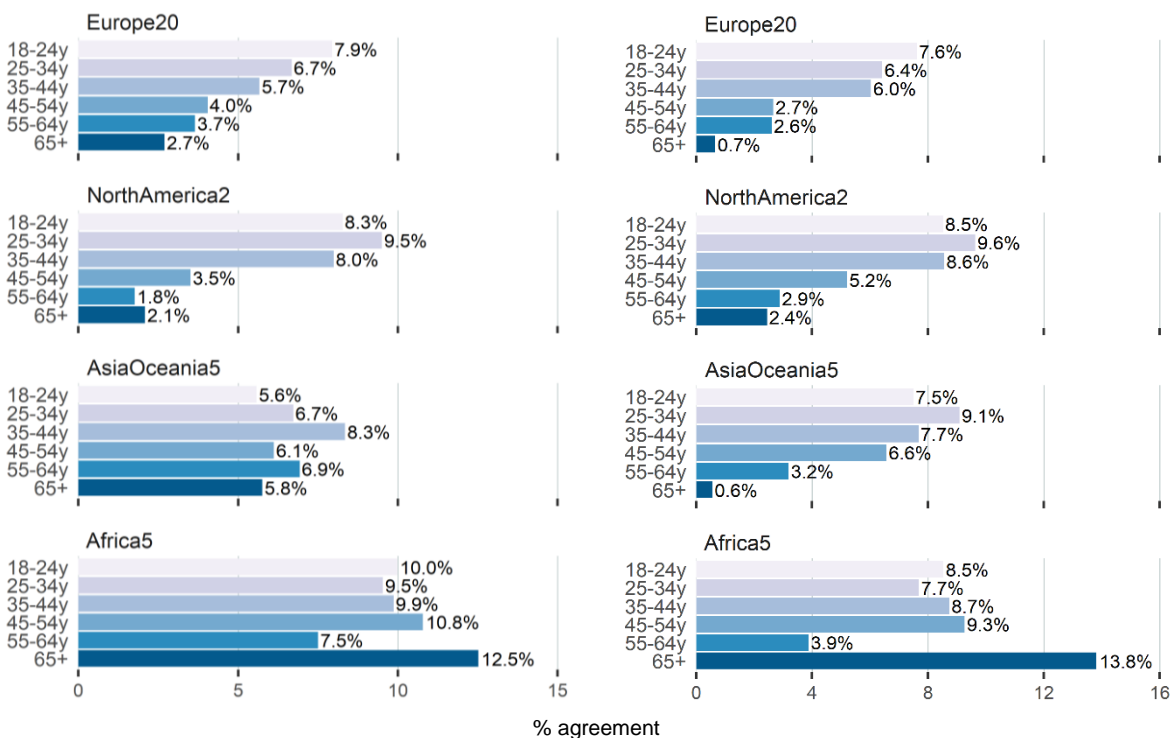 Europe20
18-24y 7.9%
25-34y 6.7%
35-44y 5.7%
45-54y 4.0%
55-64y 3.7%
65+ 2.7%
0 5 10 15
NorthAmerica2
18-24y 8.3%
25-34y 9.5%
35-44y 8.0%
45-54y 3.5%
55-64y 1.8%
65+ 2.1%
AsiaOceania5
18-24y 5.6%
25-34y 6.7%
35-44y 8.3%
45-54y 6.1%
55-64y 6.9%
65+ 5.8%
Africa5
18-24y 10.0%
25-34y 9.5%
35-44y 9.9%
45-54y 10.8%
55-64y 7.5%
65+ 12.5%
0 5 10 15
Europe20
18-24y 7.6%
25-34y 6.4%
35-44y 6.0%
45-54y 2.7%
55-64y 2.6%
65+ 0.7%
NorthAmerica2
18-24y 8.5%
25-34y 9.6%
35-44y 8.6%
45-54y 5.2%
55-64y 2.9%
65+ 2.4%
AsiaOceania5
18-24y 7.5%
25-34y 9.1%
35-44y 7.7%
45-54y 6.6%
55-64y 3.2%
65+ 0.6%
Africa5
18-24y 8.5%
25-34y 7.7%
35-44y 8.7%
45-54y 9.3%
55-64y 3.9%
65+ 13.8%
0 4 8 12 16
% agreement